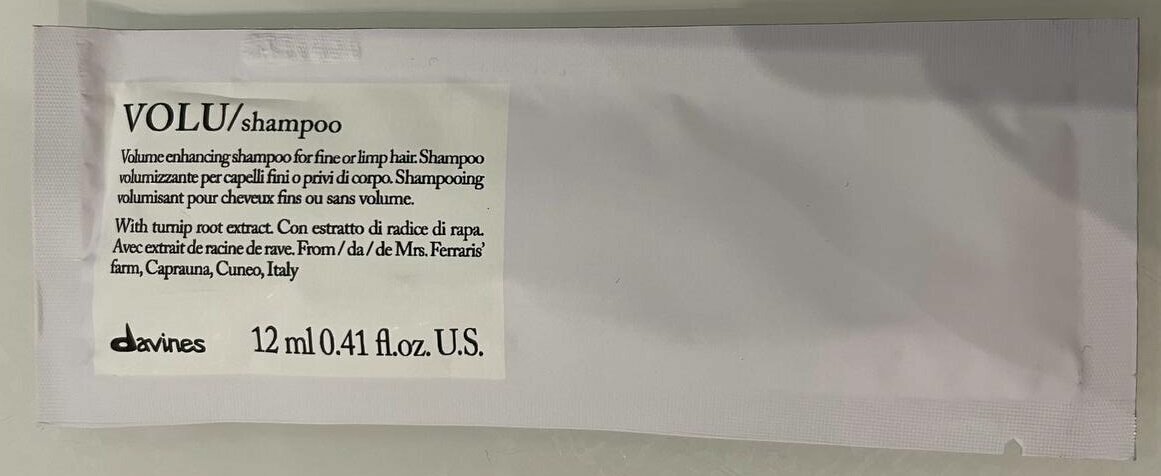 VOLU/shampoo
Volume enhancing shampoo for fine or limp hair. Shampoo
volumizzante per capelli fini o privi di corpo. Shampooing
volumisant pour cheveux fins ou sans volume.
With turnip root extract. Con estratto di radice di rapa.
Avec extrait de racine de rave. From / da / de Mrs. Ferraris'
farm, Caprauna, Cuneo, Italy
davines 12 ml 0.41 fl.oz. U.S.